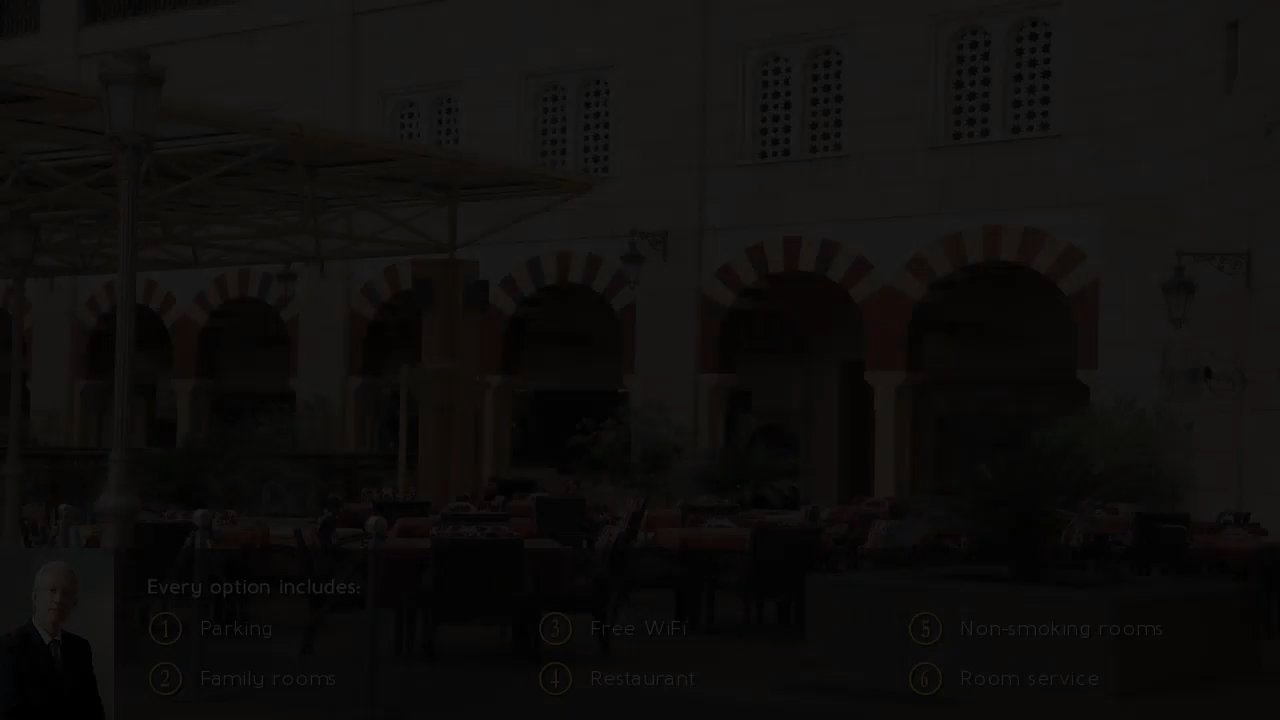 Every option includes:
1 Parking
3 Free WiFi
5 Non-smoking rooms
2 Family rooms
4 Restaurant
6 Room service